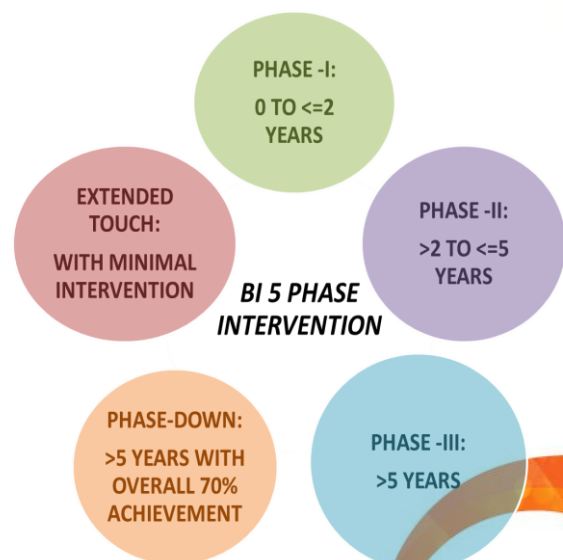 PHASE -I:
0 TO <=2
YEARS
PHASE -II:
>2 TO <=5
YEARS
PHASE -III:
>5 YEARS
PHASE-DOWN:
>5 YEARS WITH
OVERALL 70%
ACHIEVEMENT
EXTENDED
TOUCH:
WITH MINIMAL
INTERVENTION
BI 5 PHASE
INTERVENTION